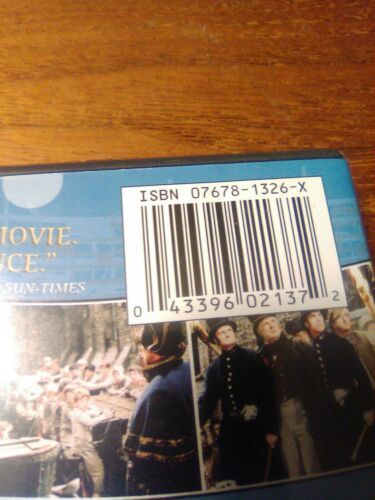 ISBN 07678-1326-X
MOVIE.
NCE."
SUN-TIMES
0 43396 02137 2